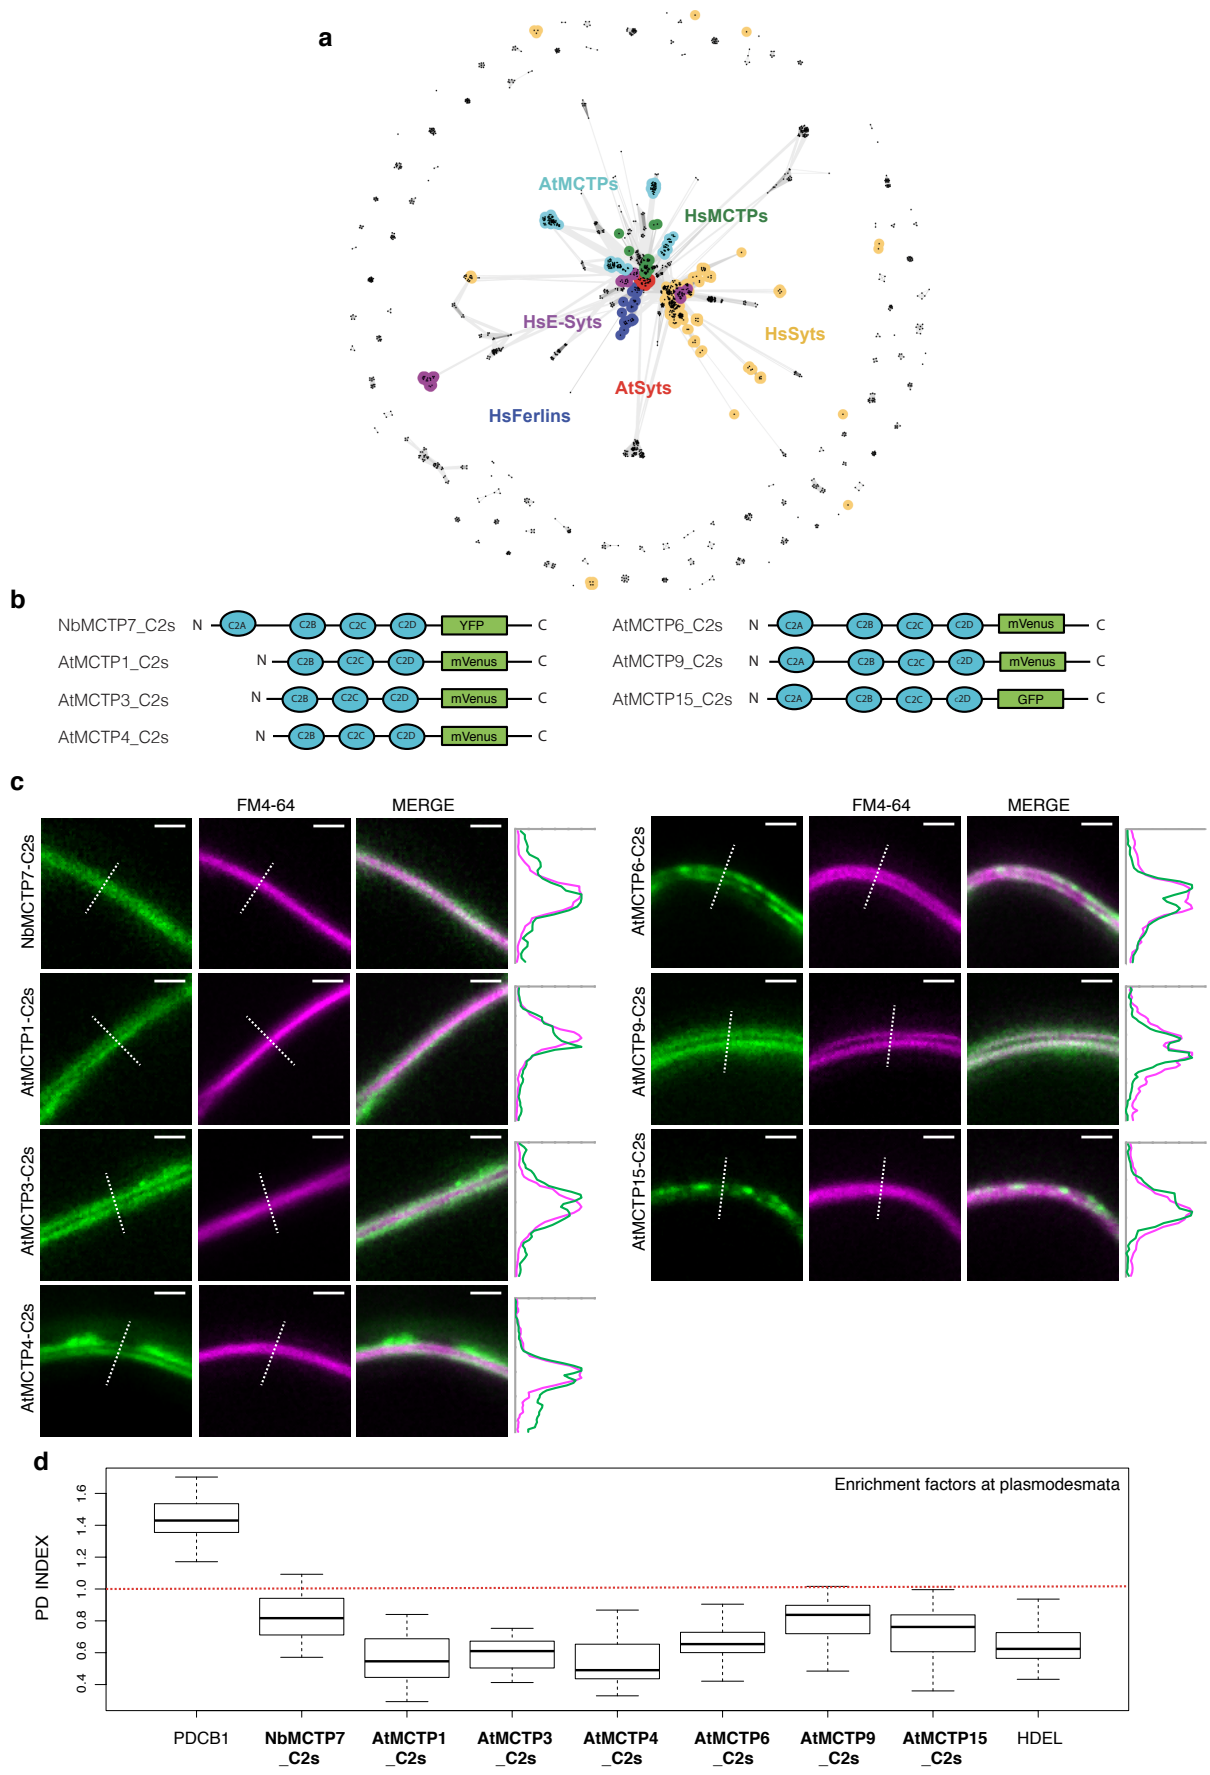 a
AtMCTPs
HsMCTPs
HsE-Syts
HsSyts
AtSyts
HsFerlins
b
NbMCTP7_C2s N C2A C2B C2C C2D YFP C
AtMCTP1_C2s N C2B C2C C2D mVenus C
AtMCTP3_C2s N C2B C2C C2D mVenus C
AtMCTP4_C2s N C2B C2C C2D mVenus C
AtMCTP6_C2s N C2A C2B C2C C2D mVenus C
AtMCTP9_C2s N C2A C2B C2C c2D mVenus C
AtMCTP15_C2s N C2A C2B C2C c2D GFP C
c
FM4-64 MERGE
NbMCTP7-C2s
AtMCTP1-C2s
AtMCTP3-C2s
AtMCTP4-C2s
FM4-64 MERGE
AtMCTP6-C2s
AtMCTP9-C2s
AtMCTP15-C2s
d
Enrichment factors at plasmodesmata
PD INDEX
1.6
1.4
1.2
1.0
0.8
0.6
0.4
PDCB1
NbMCTP7
_C2s
AtMCTP1
_C2s
AtMCTP3
_C2s
AtMCTP4
_C2s
AtMCTP6
_C2s
AtMCTP9
_C2s
AtMCTP15
_C2s
HDEL